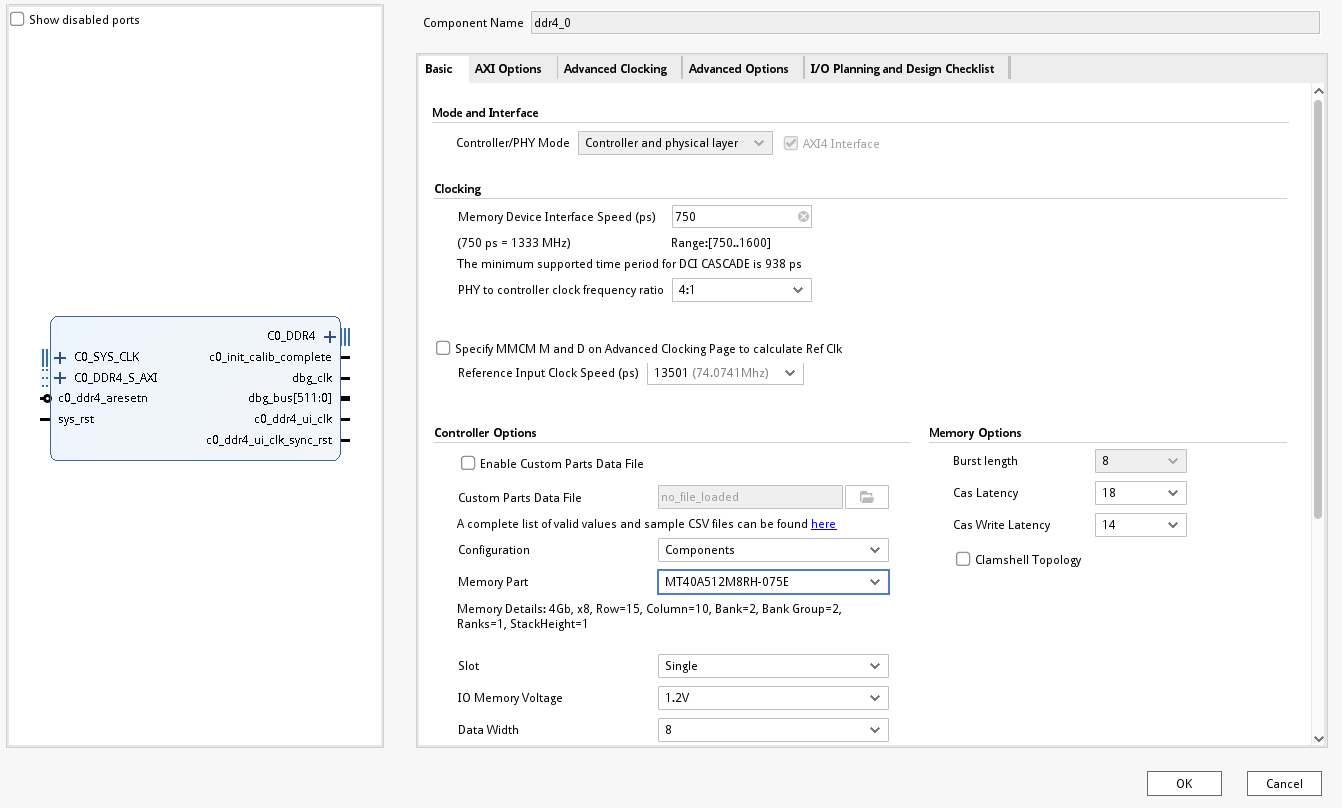 Show disabled ports
C0_DDR4
C0_SYS_CLK
c0_init_calib_complete
C0_DDR4_S_AXI
dbg_clk
c0_ddr4_aresetn
dbg_bus[511:0]
sys_rst
c0_ddr4_ui_clk
c0_ddr4_ui_clk_sync_rst
Component Name ddr4_0
Basic AXI Options Advanced Clocking Advanced Options I/O Planning and Design Checklist
Mode and Interface
Controller/PHY Mode Controller and physical layer AXI4 Interface
Clocking
Memory Device Interface Speed (ps) 750
(750 ps = 1333 MHz) Range:[750..1600]
The minimum supported time period for DCI CASCADE is 938 ps
PHY to controller clock frequency ratio 4:1
Specify MMCM M and D on Advanced Clocking Page to calculate Ref Clk
Reference Input Clock Speed (ps) 13501 (74.0741Mhz)
Controller Options
Enable Custom Parts Data File
Custom Parts Data File no_file_loaded
A complete list of valid values and sample CSV files can be found here
Configuration Components
Memory Part MT40A512M8RH-075E
Memory Details: 4Gb, x8, Row=15, Column=10, Bank=2, Bank Group=2,
Ranks=1, StackHeight=1
Slot Single
IO Memory Voltage 1.2V
Data Width 8
Memory Options
Burst length 8
Cas Latency 18
Cas Write Latency 14
Clamshell Topology
OK Cancel